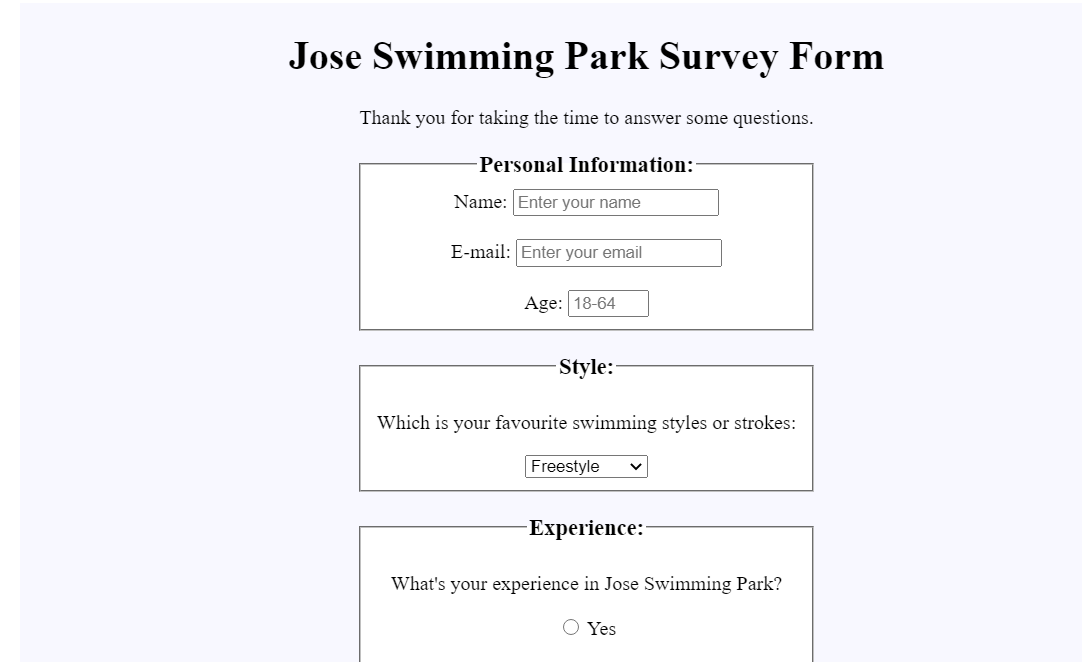 Jose Swimming Park Survey Form
Thank you for taking the time to answer some questions.
Personal Information:
Name: Enter your name
E-mail: Enter your email
Age: 18-64
Style:
Which is your favourite swimming styles or strokes:
Freestyle
Experience:
What's your experience in Jose Swimming Park?
Yes